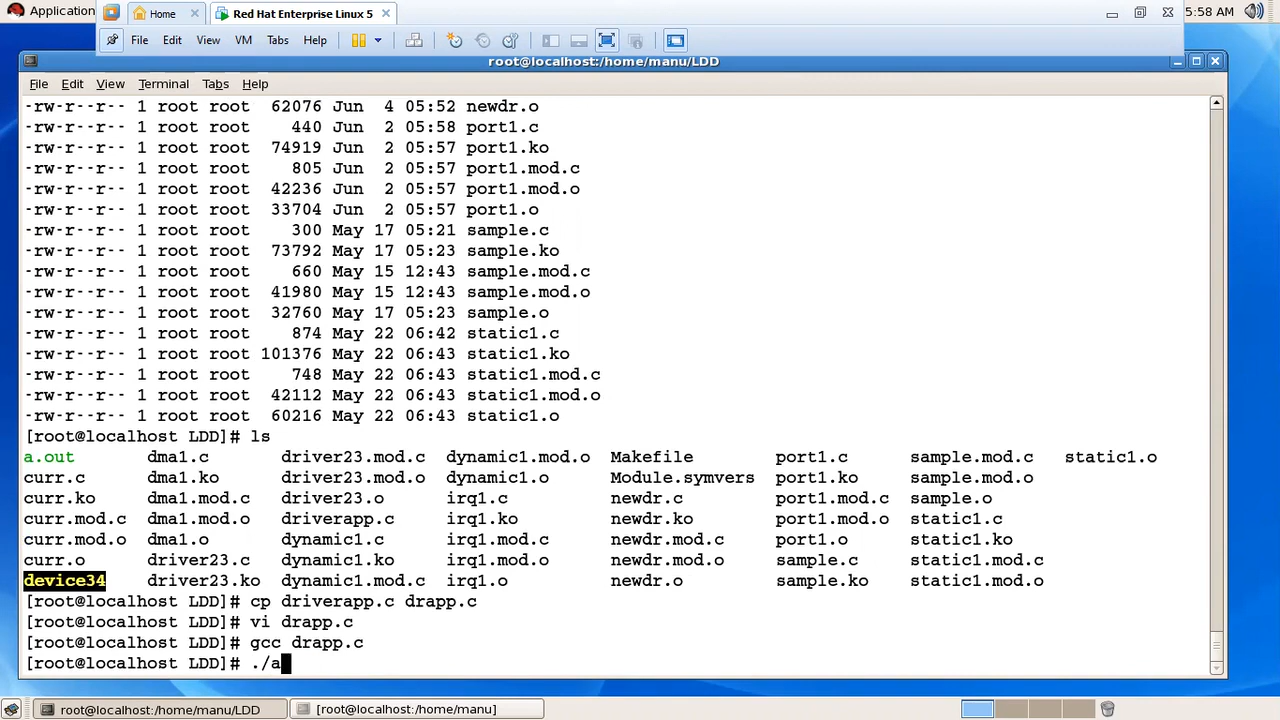 Application
Home
Red Hat Enterprise Linux 5
5:58 AM
File Edit View VM Tabs Help
root@localhost:/home/manu/LDD
File Edit View Terminal Tabs Help
-rw-r--r-- 1 root root 62076 Jun 4 05:52 newdr.o
-rw-r--r-- 1 root root 440 Jun 2 05:58 port1.c
-rw-r--r-- 1 root root 74919 Jun 2 05:57 port1.ko
-rw-r--r-- 1 root root 805 Jun 2 05:57 port1.mod.c
-rw-r--r-- 1 root root 42236 Jun 2 05:57 port1.mod.o
-rw-r--r-- 1 root root 33704 Jun 2 05:57 port1.o
-rw-r--r-- 1 root root 300 May 17 05:21 sample.c
-rw-r--r-- 1 root root 73792 May 17 05:23 sample.ko
-rw-r--r-- 1 root root 660 May 15 12:43 sample.mod.c
-rw-r--r-- 1 root root 41980 May 15 12:43 sample.mod.o
-rw-r--r-- 1 root root 32760 May 17 05:23 sample.o
-rw-r--r-- 1 root root 874 May 22 06:42 static1.c
-rw-r--r-- 1 root root 101376 May 22 06:43 static1.ko
-rw-r--r-- 1 root root 748 May 22 06:43 static1.mod.c
-rw-r--r-- 1 root root 42112 May 22 06:43 static1.mod.o
-rw-r--r-- 1 root root 60216 May 22 06:43 static1.o
[root@localhost LDD]# ls
a.out dma1.c driver23.mod.c dynamic1.mod.o Makefile port1.c sample.mod.c static1.o
curr.c dma1.ko driver23.mod.o dynamic1.o Module.symvers port1.ko sample.mod.o
curr.ko dma1.mod.c driver23.o irq1.c newdr.c port1.mod.c sample.o
curr.mod.c dma1.mod.o driverapp.c irq1.ko newdr.ko port1.mod.o static1.c
curr.mod.o dma1.o dynamic1.c irq1.mod.c newdr.mod.c port1.o static1.ko
curr.o driver23.c dynamic1.ko irq1.mod.o newdr.mod.o sample.c static1.mod.c
device34 driver23.ko dynamic1.mod.c irq1.o newdr.o sample.ko static1.mod.o
[root@localhost LDD]# cp driverapp.c drapp.c
[root@localhost LDD]# vi drapp.c
[root@localhost LDD]# gcc drapp.c
[root@localhost LDD]# ./a
root@localhost:/home/manu/LDD
[root@localhost:/home/manu]